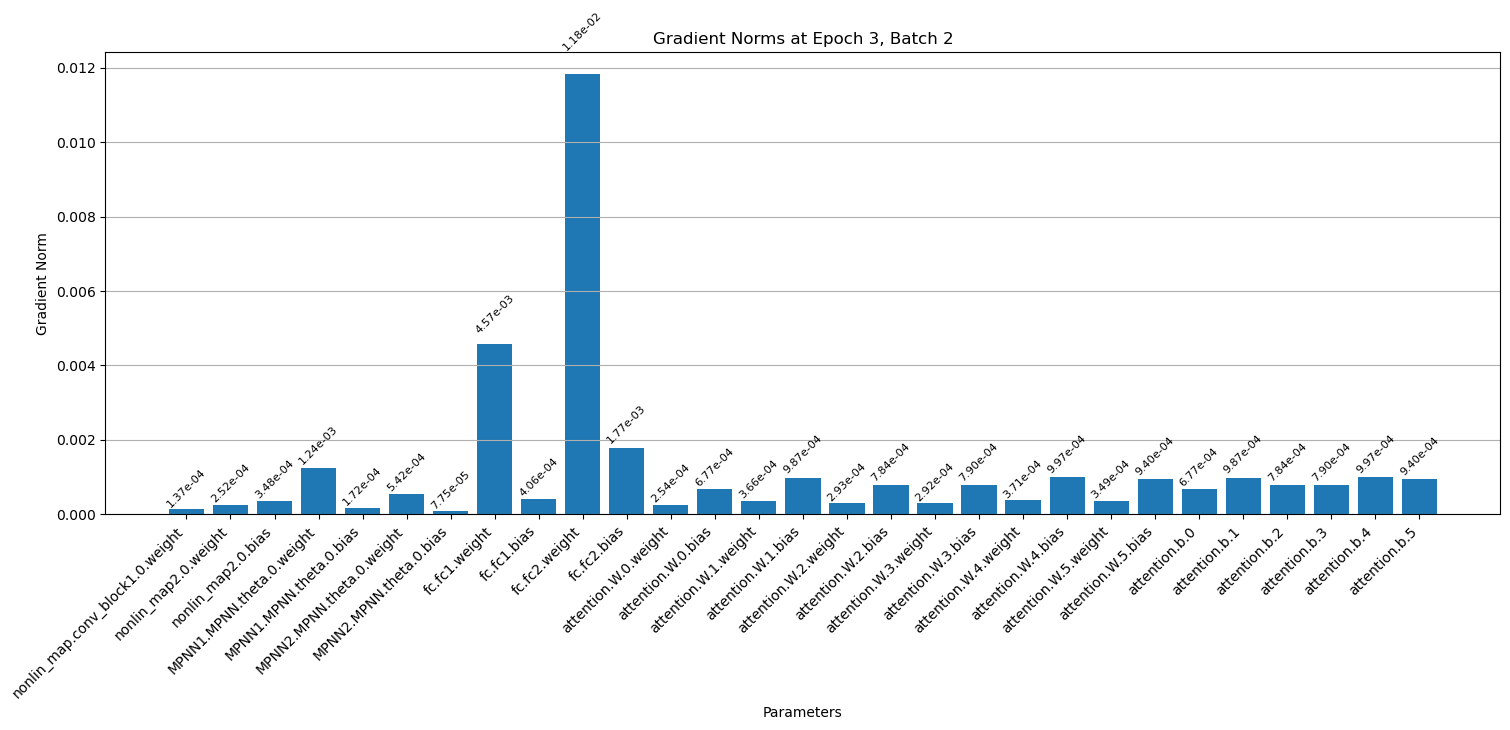 Gradient Norms at Epoch 3, Batch 2
Gradient Norm
0.012
0.010
0.008
0.006
0.004
0.002
0.000
1.37e-04
2.52e-04
3.48e-04
1.24e-03
1.72e-04
5.42e-04
7.75e-05
4.57e-03
4.06e-04
1.18e-02
1.77e-03
2.54e-04
6.77e-04
3.66e-04
9.87e-04
2.93e-04
7.84e-04
2.92e-04
7.90e-04
3.71e-04
9.97e-04
3.49e-04
9.40e-04
6.77e-04
9.87e-04
7.84e-04
7.90e-04
9.97e-04
9.40e-04
nonlin_map.conv_block1.0.weight
nonlin_map2.0.weight
nonlin_map2.0.bias
MPNN1.MPNN.theta.0.weight
MPNN1.MPNN.theta.0.bias
MPNN2.MPNN.theta.0.weight
MPNN2.MPNN.theta.0.bias
fc.fc1.weight
fc.fc1.bias
fc.fc2.weight
fc.fc2.bias
attention.W.0.weight
attention.W.0.bias
attention.W.1.weight
attention.W.1.bias
attention.W.2.weight
attention.W.2.bias
attention.W.3.weight
attention.W.3.bias
attention.W.4.weight
attention.W.4.bias
attention.W.5.weight
attention.W.5.bias
attention.b.0
attention.b.1
attention.b.2
attention.b.3
attention.b.4
attention.b.5
Parameters